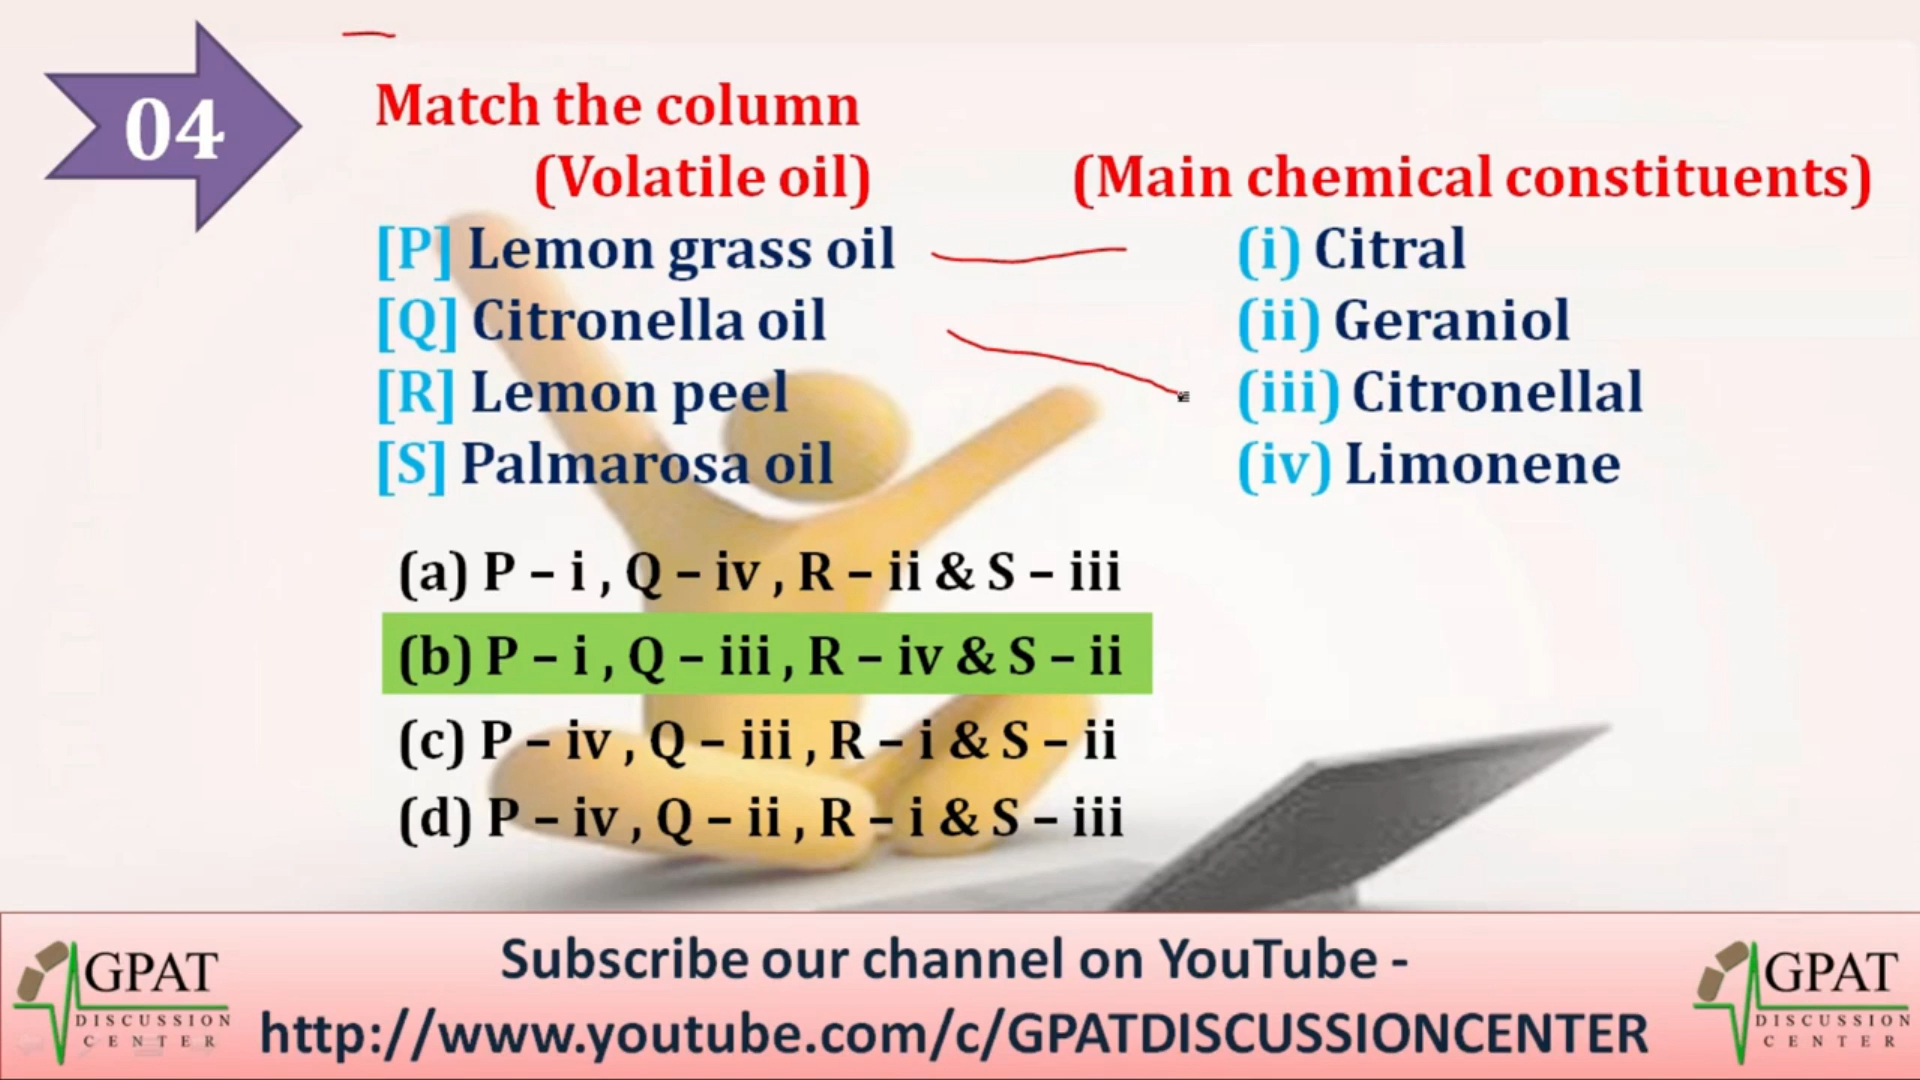 04
Match the column
(Volatile oil) (Main chemical constituents)
[P] Lemon grass oil (i) Citral
[Q] Citronella oil (ii) Geraniol
[R] Lemon peel (iii) Citronellal
[S] Palmarosa oil (iv) Limonene
(a) P – i , Q – iv , R – ii & S – iii
(b) P – i , Q – iii , R – iv & S – ii
(c) P – iv , Q – iii , R – i & S – ii
(d) P – iv , Q – ii , R – i & S – iii
GPAT
DISCUSSION
CENTER
Subscribe our channel on YouTube -
http://www.youtube.com/c/GPATDISCUSSIONCENTER
GPAT
DISCUSSION
CENTER